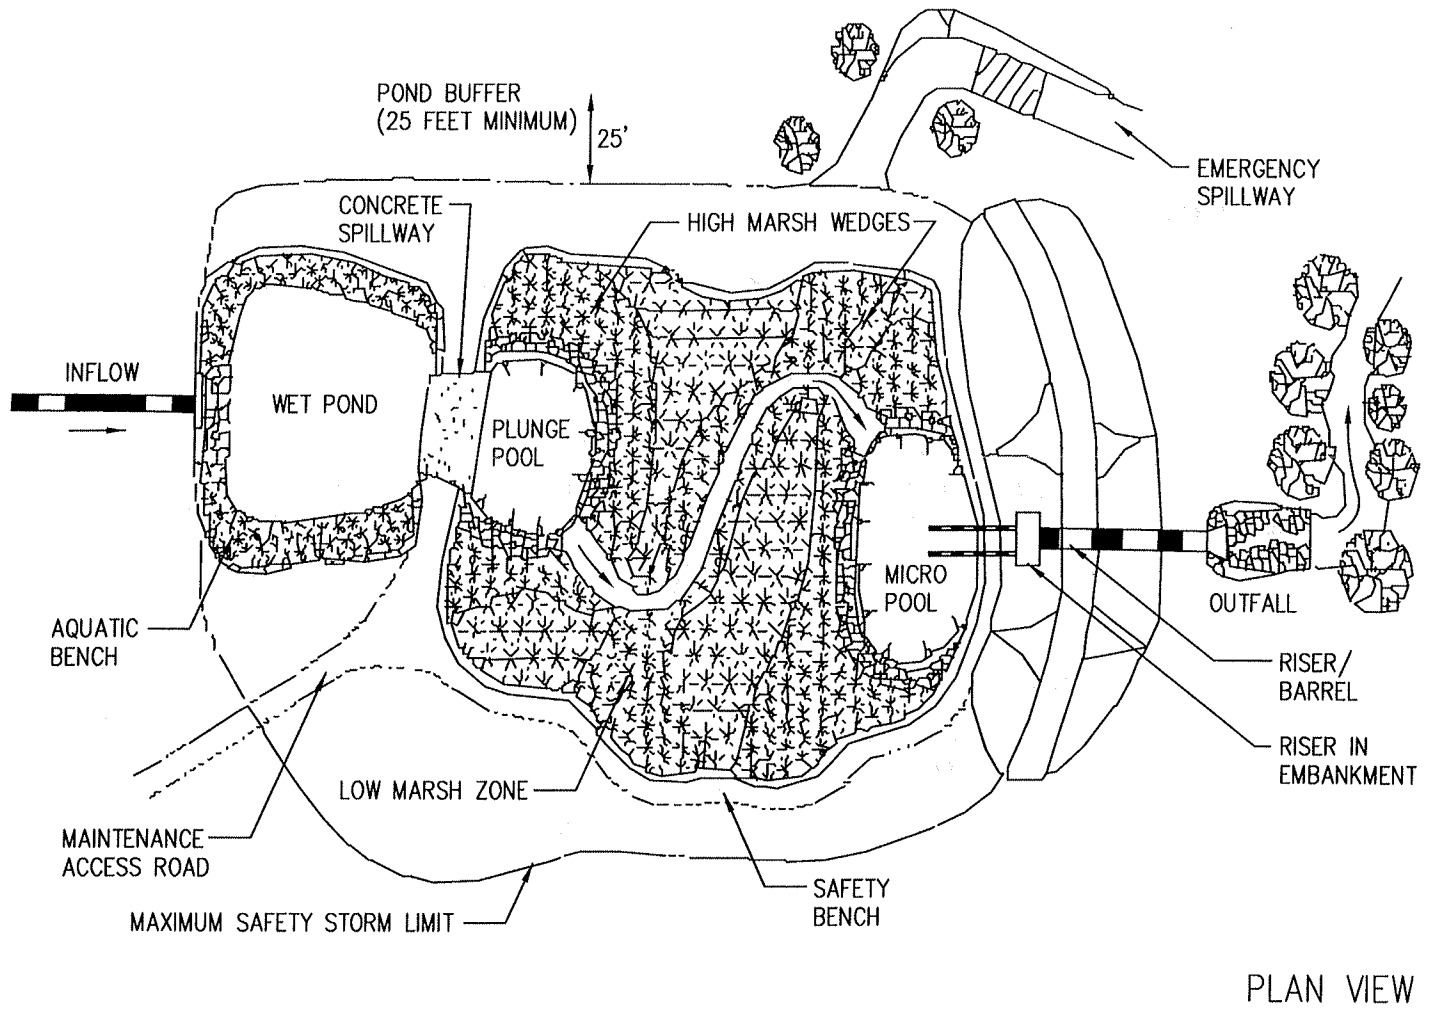 POND BUFFER
(25 FEET MINIMUM)
25'
EMERGENCY
SPILLWAY
CONCRETE
SPILLWAY
HIGH MARSH WEDGES
INFLOW
WET POND
PLUNGE
POOL
MICRO
POOL
OUTFALL
AQUATIC
BENCH
RISER/
BARREL
RISER IN
EMBANKMENT
LOW MARSH ZONE
MAINTENANCE
ACCESS ROAD
SAFETY
BENCH
MAXIMUM SAFETY STORM LIMIT
PLAN VIEW